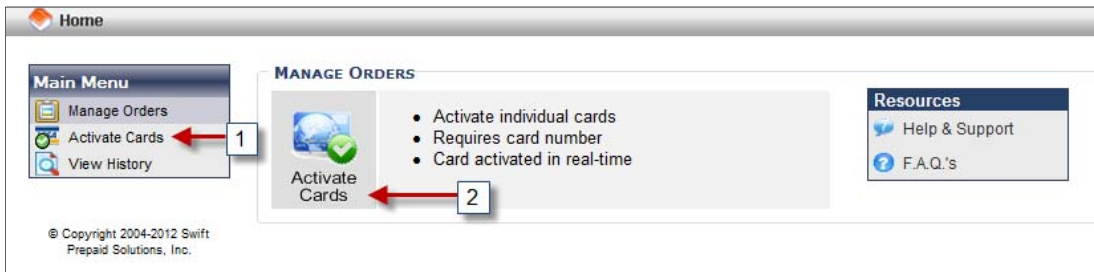 Home
Main Menu
Manage Orders
Activate Cards
View History
1
© Copyright 2004-2012 Swift
Prepaid Solutions, Inc.
MANAGE ORDERS
Activate
Cards
• Activate individual cards
• Requires card number
• Card activated in real-time
2
Resources
Help & Support
F.A.Q.'s